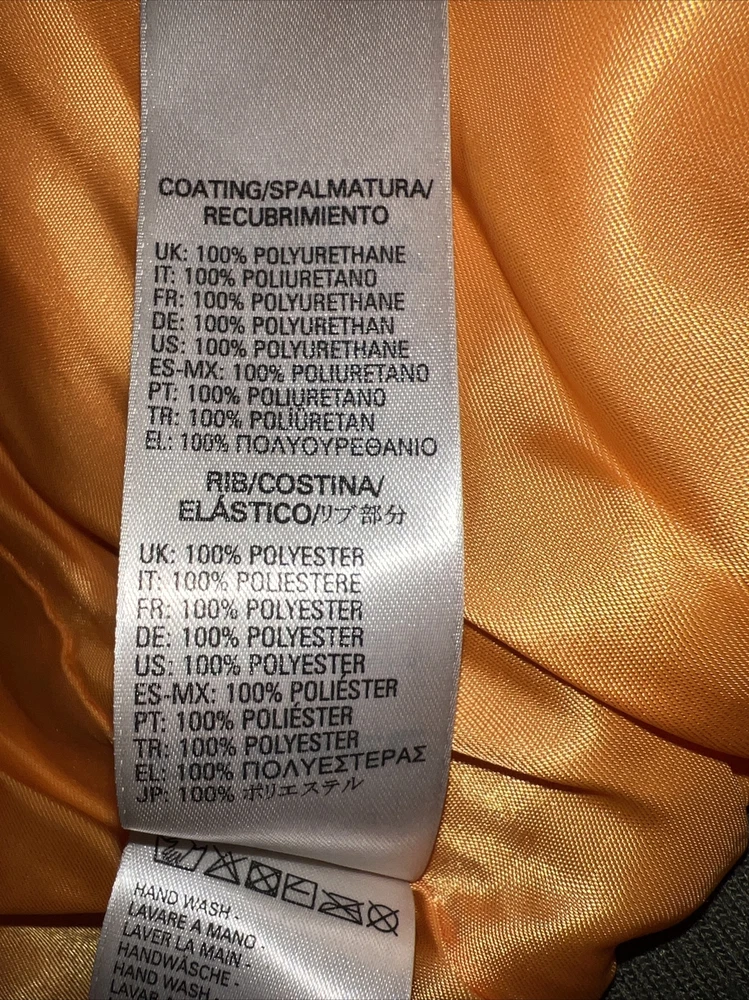 COATING/SPALMATURA/
RECUBRIMIENTO
UK: 100% POLYURETHANE
IT: 100% POLIURETANO
FR: 100% POLYURETHANE
DE: 100% POLYURETHAN
US: 100% POLYURETHANE
ES-MX: 100% POLIURETANO
PT: 100% POLIURETANO
TR: 100% POLİÜRETAN
EL: 100% ΠΟΛΥΟΥΡΕΘΑΝΙΟ
RIB/COSTINA/
ELÁSTICO/リブ部分
UK: 100% POLYESTER
IT: 100% POLIESTERE
FR: 100% POLYESTER
DE: 100% POLYESTER
US: 100% POLYESTER
ES-MX: 100% POLIÉSTER
PT: 100% POLIÉSTER
TR: 100% POLYESTER
EL: 100% ΠΟΛΥΕΣΤΕΡΑΣ
JP: 100% ポリエステル
HAND WASH -
LAVARE A MANO -
LAVER LA MAIN -
HANDWÄSCHE -
HAND WASH -
LAVAR A